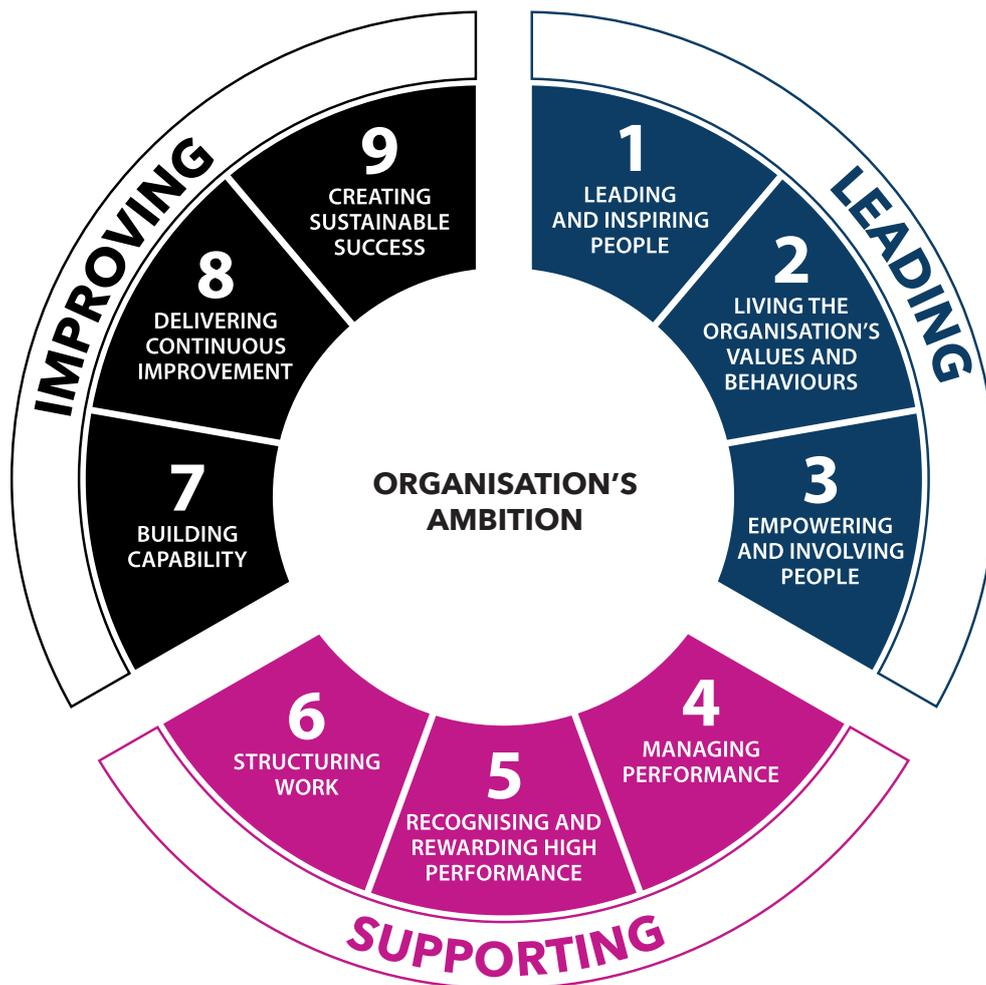 LEADING
1
LEADING
AND INSPIRING
PEOPLE
2
LIVING THE
ORGANISATION'S
VALUES AND
BEHAVIOURS
3
EMPOWERING
AND INVOLVING
PEOPLE
SUPPORTING
4
MANAGING
PERFORMANCE
5
RECOGNISING AND
REWARDING HIGH
PERFORMANCE
6
STRUCTURING
WORK
IMPROVING
7
BUILDING
CAPABILITY
8
DELIVERING
CONTINUOUS
IMPROVEMENT
9
CREATING
SUSTAINABLE
SUCCESS
ORGANISATION'S
AMBITION